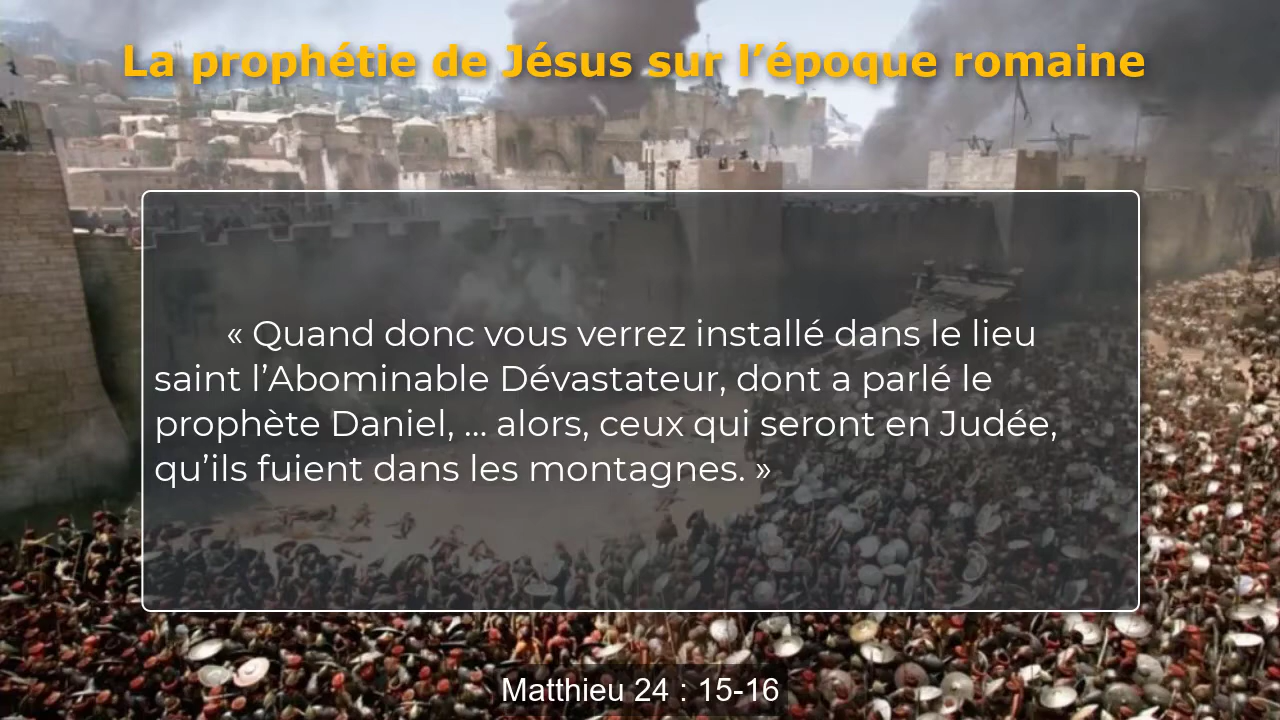 La prophétie de Jésus sur l’époque romaine
« Quand donc vous verrez installé dans le lieu
saint l’Abominable Dévastateur, dont a parlé le
prophète Daniel, ... alors, ceux qui seront en Judée,
qu’ils fuient dans les montagnes. »
Matthieu 24 : 15-16